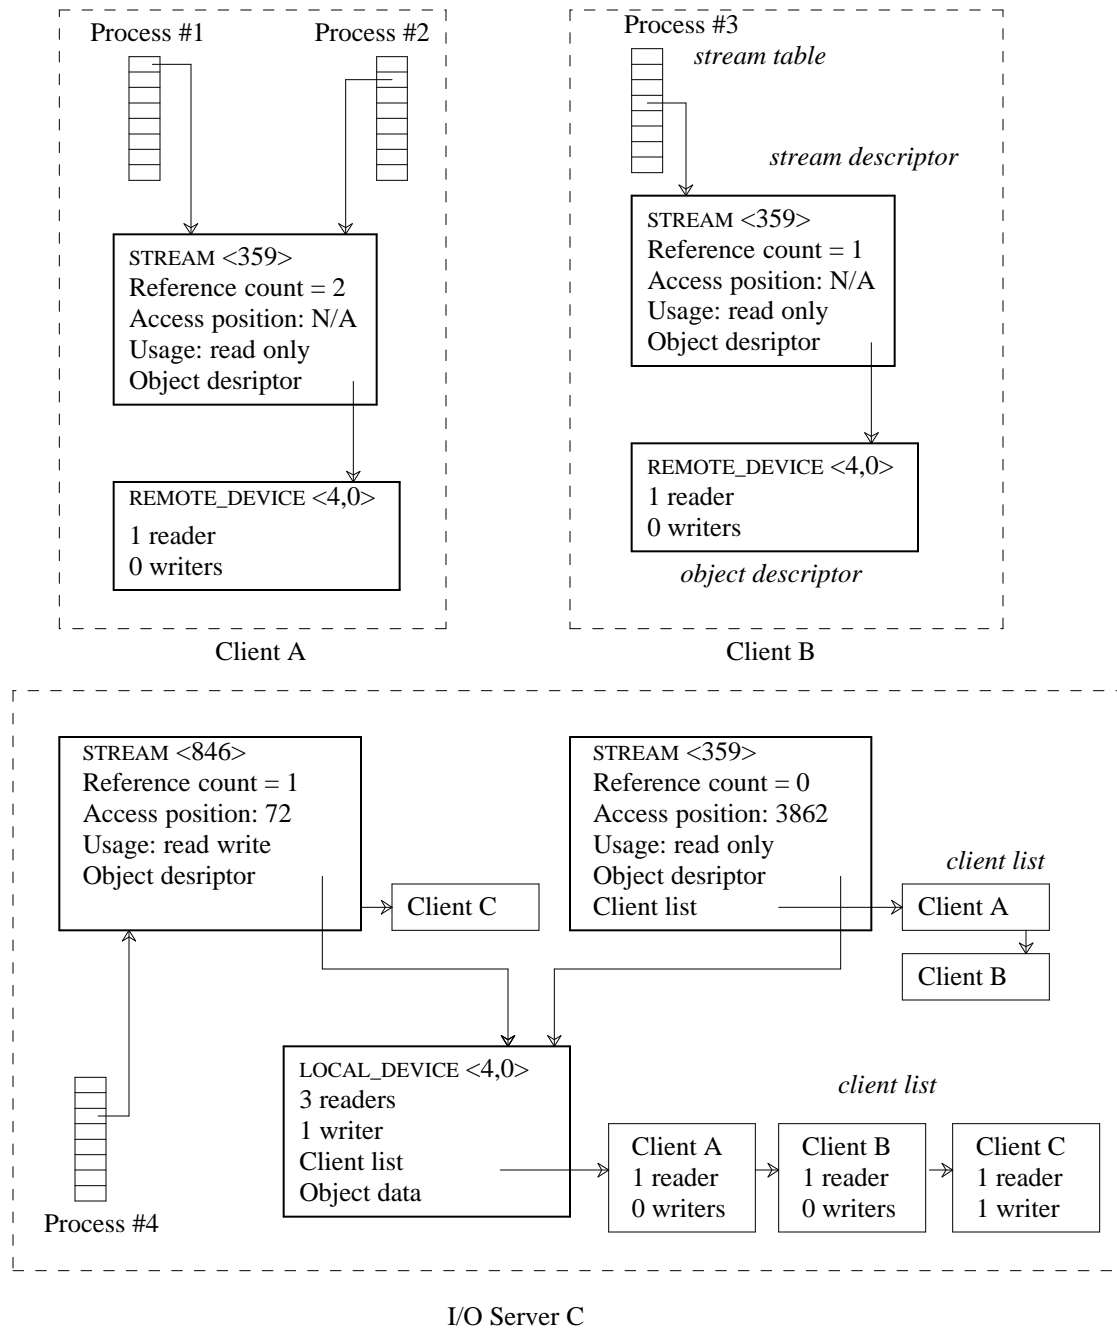 Process #1
Process #2
STREAM <359>
Reference count = 2
Access position: N/A
Usage: read only
Object desriptor
REMOTE_DEVICE <4,0>
1 reader
0 writers
Client A
Process #3
stream table
stream descriptor
STREAM <359>
Reference count = 1
Access position: N/A
Usage: read only
Object desriptor
REMOTE_DEVICE <4,0>
1 reader
0 writers
object descriptor
Client B
STREAM <846>
Reference count = 1
Access position: 72
Usage: read write
Object desriptor
Client C
STREAM <359>
Reference count = 0
Access position: 3862
Usage: read only
Object desriptor
Client list
client list
Client A
Client B
Process #4
LOCAL_DEVICE <4,0>
3 readers
1 writer
Client list
Object data
client list
Client A
1 reader
0 writers
Client B
1 reader
0 writers
Client C
1 reader
1 writer
I/O Server C